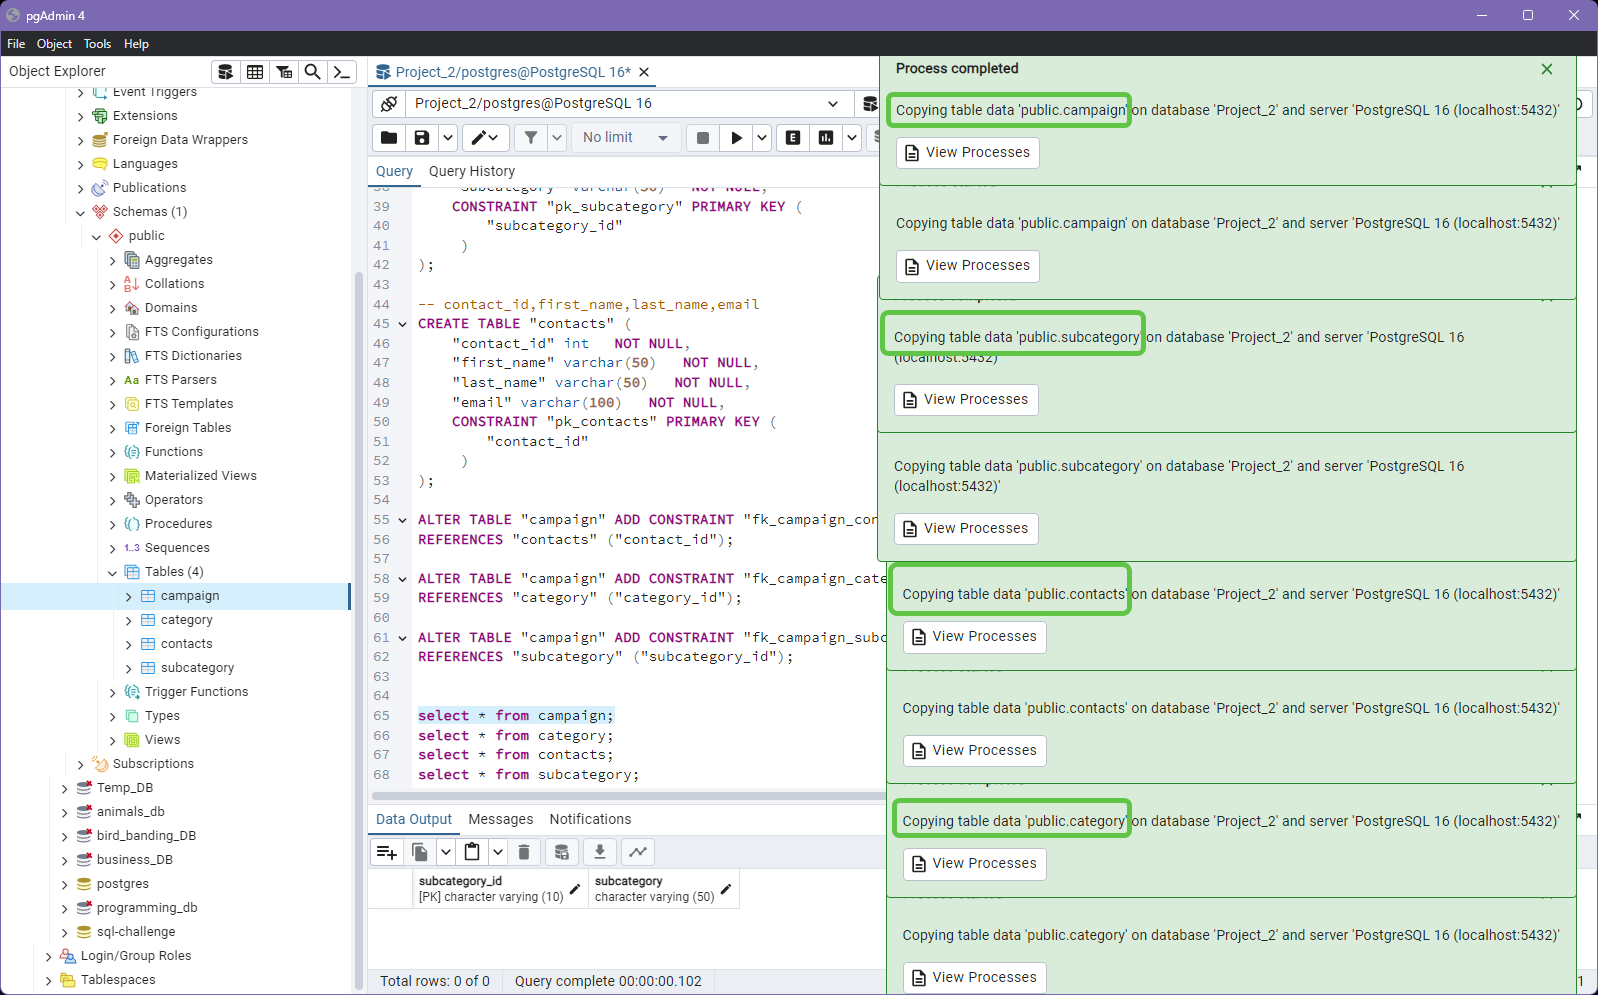 pgAdmin 4
File Object Tools Help
Object Explorer
Event Triggers
Extensions
Foreign Data Wrappers
Languages
Publications
Schemas (1)
public
Aggregates
Collations
Domains
FTS Configurations
FTS Dictionaries
Aa FTS Parsers
FTS Templates
Foreign Tables
Functions
Materialized Views
Operators
Procedures
1..3 Sequences
Tables (4)
campaign
category
contacts
subcategory
Trigger Functions
Types
Views
Subscriptions
Temp_DB
animals_db
bird_banding_DB
business_DB
postgres
programming_db
sql-challenge
Login/Group Roles
Tablespaces
Project_2/postgres@PostgreSQL 16*
Project_2/postgres@PostgreSQL 16
No limit
E
Query Query History
38 "subcategory" varchar(50) NOT NULL,
39 CONSTRAINT "pk_subcategory" PRIMARY KEY (
40 "subcategory_id"
41 )
42 );
43
44 -- contact_id,first_name,last_name,email
45 CREATE TABLE "contacts" (
46 "contact_id" int NOT NULL,
47 "first_name" varchar(50) NOT NULL,
48 "last_name" varchar(50) NOT NULL,
49 "email" varchar(100) NOT NULL,
50 CONSTRAINT "pk_contacts" PRIMARY KEY (
51 "contact_id"
52 )
53 );
54
55 ALTER TABLE "campaign" ADD CONSTRAINT "fk_campaign_con
56 REFERENCES "contacts" ("contact_id");
57
58 ALTER TABLE "campaign" ADD CONSTRAINT "fk_campaign_cate
59 REFERENCES "category" ("category_id");
60
61 ALTER TABLE "campaign" ADD CONSTRAINT "fk_campaign_subc
62 REFERENCES "subcategory" ("subcategory_id");
63
64
65 select * from campaign;
66 select * from category;
67 select * from contacts;
68 select * from subcategory;
Data Output Messages Notifications
subcategory_id
[PK] character varying (10)
subcategory
character varying (50)
Total rows: 0 of 0 Query complete 00:00:00.102
1
Process completed
Copying table data 'public.campaign' on database 'Project_2' and server 'PostgreSQL 16 (localhost:5432)'
View Processes
Copying table data 'public.campaign' on database 'Project_2' and server 'PostgreSQL 16 (localhost:5432)'
View Processes
Copying table data 'public.subcategory' on database 'Project_2' and server 'PostgreSQL 16
(localhost:5432)'
View Processes
Copying table data 'public.subcategory' on database 'Project_2' and server 'PostgreSQL 16
(localhost:5432)'
View Processes
Copying table data 'public.contacts' on database 'Project_2' and server 'PostgreSQL 16 (localhost:5432)'
View Processes
Copying table data 'public.contacts' on database 'Project_2' and server 'PostgreSQL 16 (localhost:5432)'
View Processes
Copying table data 'public.category' on database 'Project_2' and server 'PostgreSQL 16 (localhost:5432)'
View Processes
Copying table data 'public.category' on database 'Project_2' and server 'PostgreSQL 16 (localhost:5432)'
View Processes